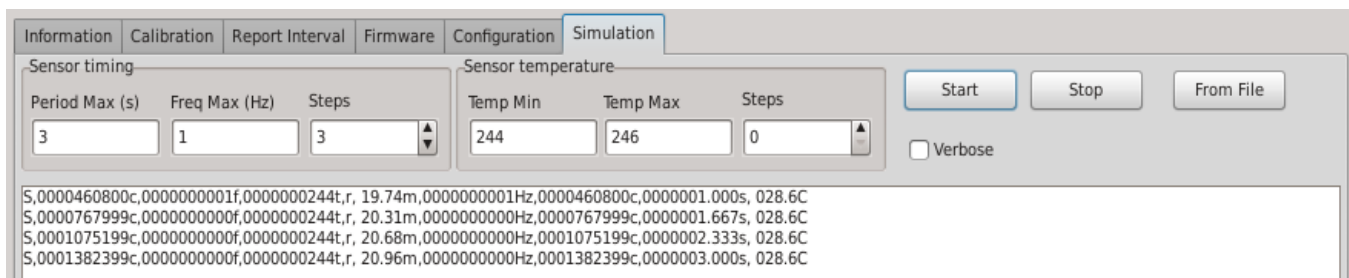 Information Calibration Report Interval Firmware Configuration Simulation
Sensor timing Sensor temperature
Period Max (s) Freq Max (Hz) Steps Temp Min Temp Max Steps Start Stop From File
3 1 3 244 246 0
Verbose
S,0000460800c,0000000001f,0000000244t,r, 19.74m,0000000001Hz,0000460800c,0000001.000s, 028.6C
S,0000767999c,0000000000f,0000000244t,r, 20.31m,0000000000Hz,0000767999c,0000001.667s, 028.6C
S,0001075199c,0000000000f,0000000244t,r, 20.68m,0000000000Hz,0001075199c,0000002.333s, 028.6C
S,0001382399c,0000000000f,0000000244t,r, 20.96m,0000000000Hz,0001382399c,0000003.000s, 028.6C